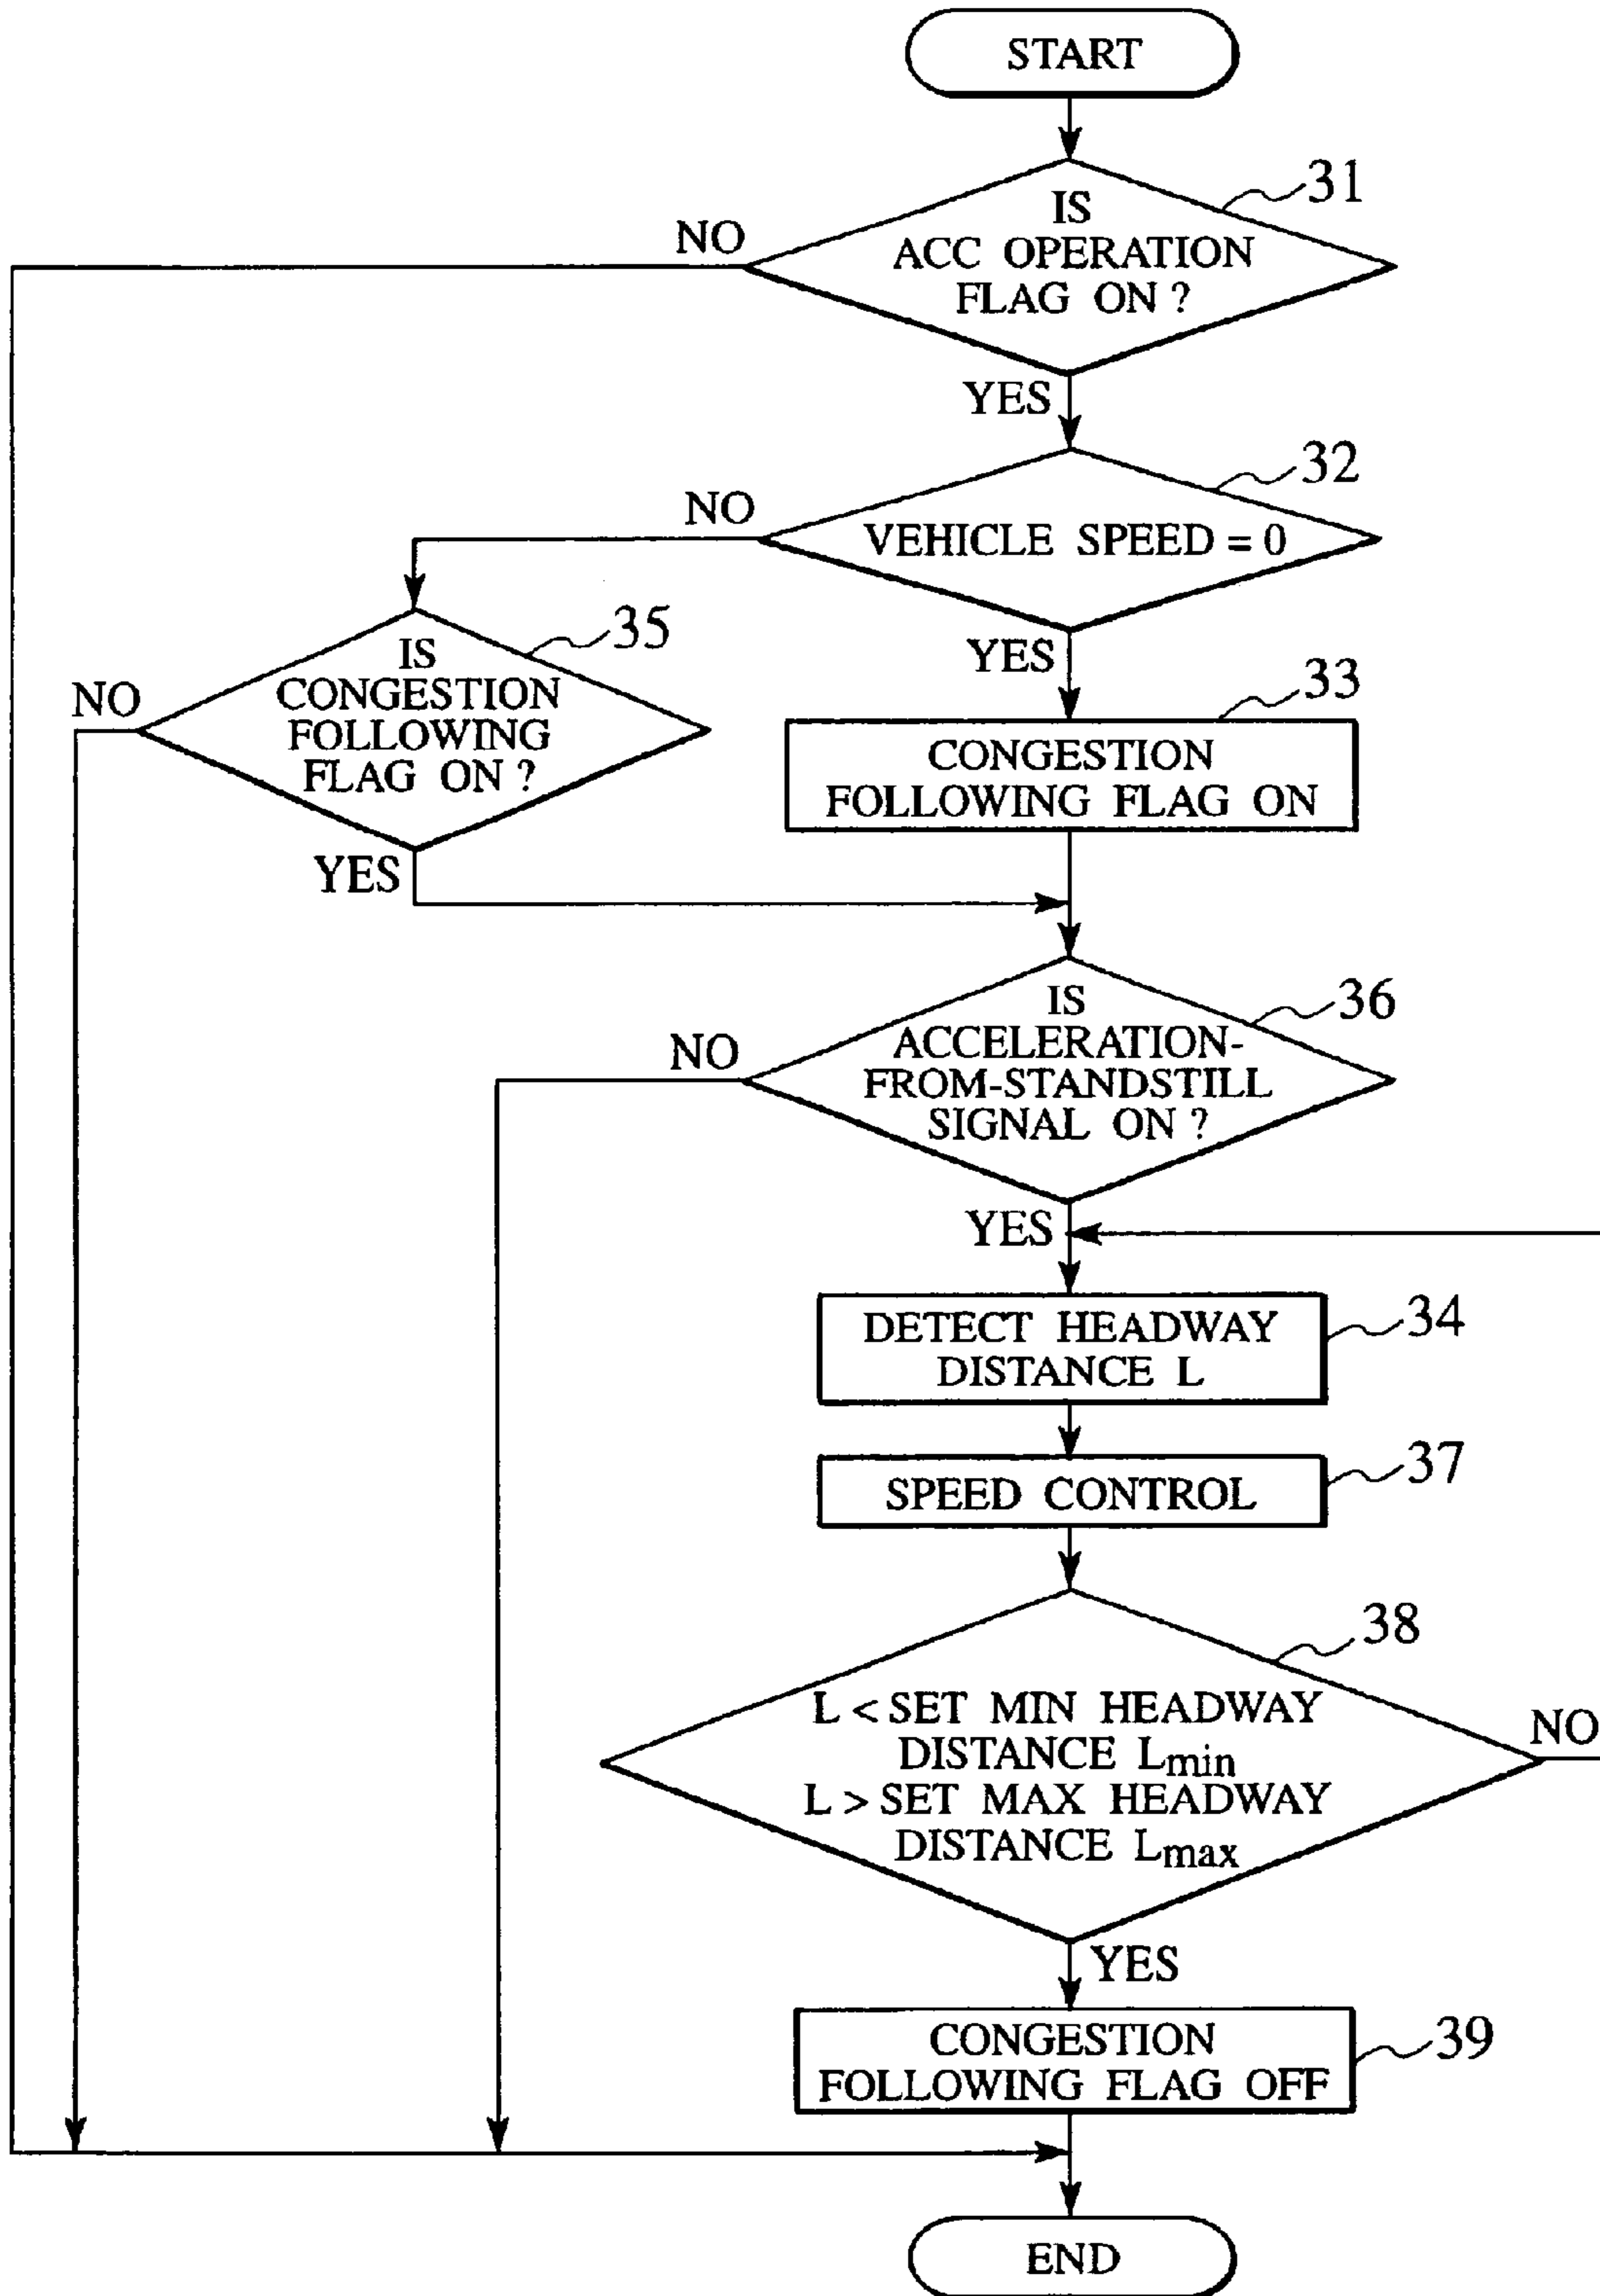 START
31
IS
ACC OPERATION
FLAG ON ?
NO
YES
32
NO
VEHICLE SPEED = 0
YES
35
IS
CONGESTION
FOLLOWING
FLAG ON ?
NO
YES
33
CONGESTION
FOLLOWING FLAG ON
36
IS
ACCELERATION-
FROM-STANDSTILL
SIGNAL ON ?
NO
YES
DETECT HEADWAY
DISTANCE L
34
SPEED CONTROL
37
38
L < SET MIN HEADWAY
DISTANCE Lmin
L > SET MAX HEADWAY
DISTANCE Lmax
NO
YES
CONGESTION
FOLLOWING FLAG OFF
39
END